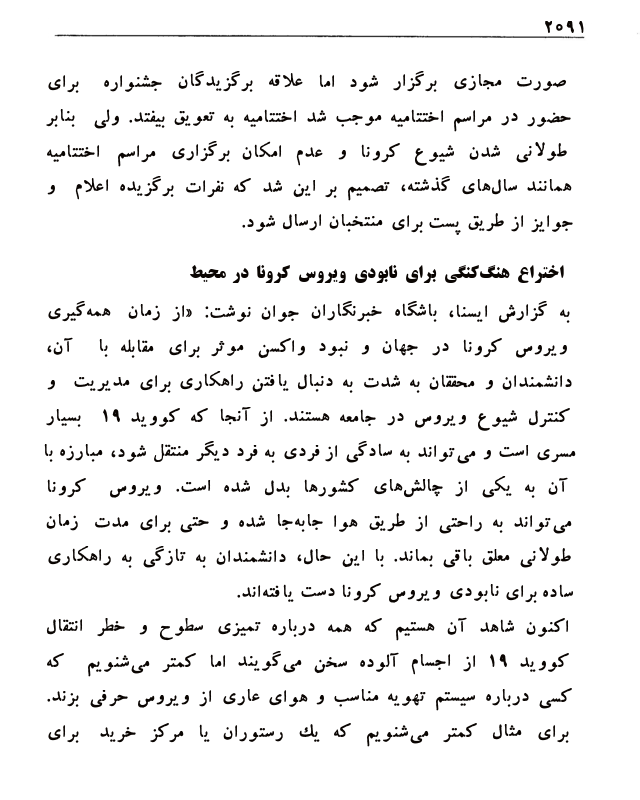 ۲۰۹۱
صورت مجازی برگزار شود اما علاقه برگزیدگان جشنواره برای
حضور در مراسم اختتامیه موجب شد اختتامیه به تعویق بیفتد. ولی بنابر
طولانی شدن شیوع کرونا و عدم امکان برگزاری مراسم اختتامیه
همانند سال‌های گذشته، تصمیم بر این شد که نفرات برگزیده اعلام و
جوایز از طریق پست برای منتخبان ارسال شود.
اختراع هنگ‌کنگی برای نابودی ویروس کرونا در محیط
به گزارش ایسنا، باشگاه خبرنگاران جوان نوشت: «از زمان همه‌گیری
ویروس کرونا در جهان و نبود واکسن موثر برای مقابله با آن،
دانشمندان و محققان به شدت به دنبال یافتن راهکاری برای مدیریت و
کنترل شیوع ویروس در جامعه هستند. از آنجا که کووید ۱۹ بسیار
مسری است و می‌تواند به سادگی از فردی به فرد دیگر منتقل شود، مبارزه با
آن به یکی از چالش‌های کشورها بدل شده است. ویروس کرونا
می‌تواند به راحتی از طریق هوا جابه‌جا شده و حتی برای مدت زمان
طولانی معلق باقی بماند. با این حال، دانشمندان به تازگی به راهکاری
ساده برای نابودی ویروس کرونا دست یافته‌اند.
اکنون شاهد آن هستیم که همه درباره تمیزی سطوح و خطر انتقال
کووید ۱۹ از اجسام آلوده سخن می‌گویند اما کمتر می‌شنویم که
کسی درباره سیستم تهویه مناسب و هوای عاری از ویروس حرفی بزند.
برای مثال کمتر می‌شنویم که یك رستوران یا مرکز خرید برای